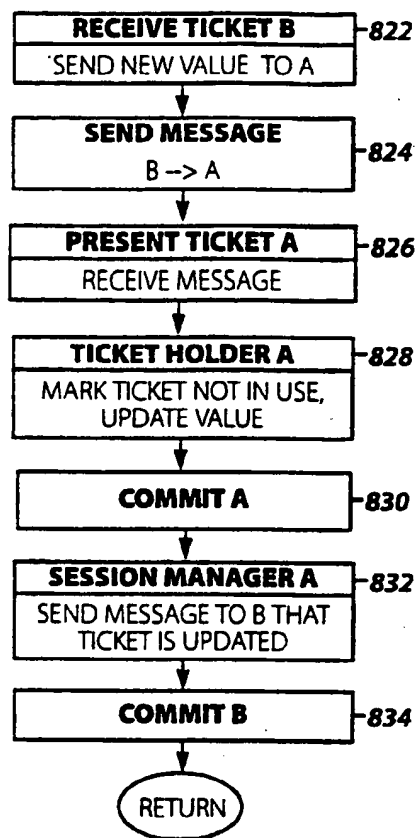 RECEIVE TICKET B
822
SEND NEW VALUE TO A
SEND MESSAGE
824
B --> A
PRESENT TICKET A
826
RECEIVE MESSAGE
TICKET HOLDER A
828
MARK TICKET NOT IN USE,
UPDATE VALUE
COMMIT A
830
SESSION MANAGER A
832
SEND MESSAGE TO B THAT
TICKET IS UPDATED
COMMIT B
834
RETURN